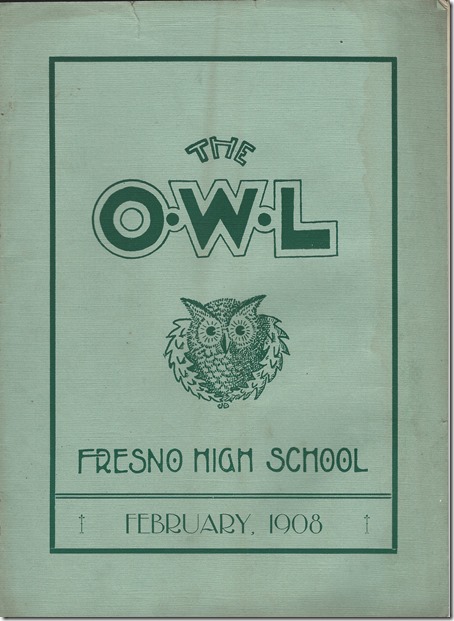 THE
O·W·L
FRESNO HIGH SCHOOL
FEBRUARY, 1908